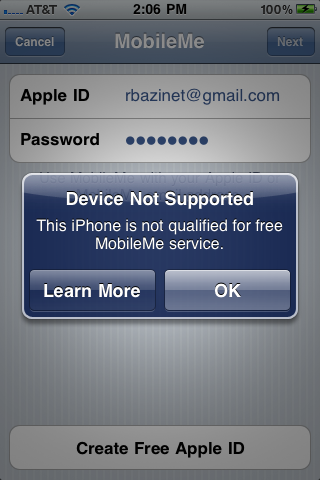 AT&T 2:06 PM 100%
Cancel MobileMe Next
Apple ID rbazinet@gmail.com
Password ●●●●●●●●
Device Not Supported
This iPhone is not qualified for free
MobileMe service.
Learn More OK
Create Free Apple ID